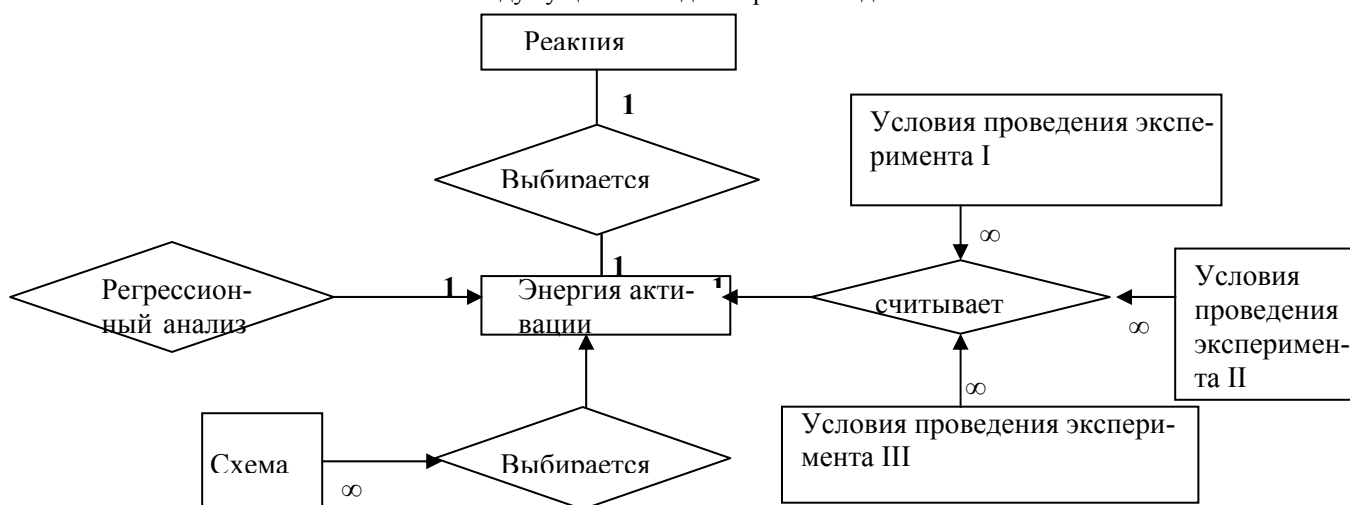 Реакция
1
Условия проведения экспе-
римента I
Выбирается
∞
1
Регрессион-
ный анализ
1
Энергия акти-
вации
1
считывает
∞
Условия
проведения
эксперимен-
та II
∞
Условия проведения экспери-
мента III
Схема
∞
Выбирается